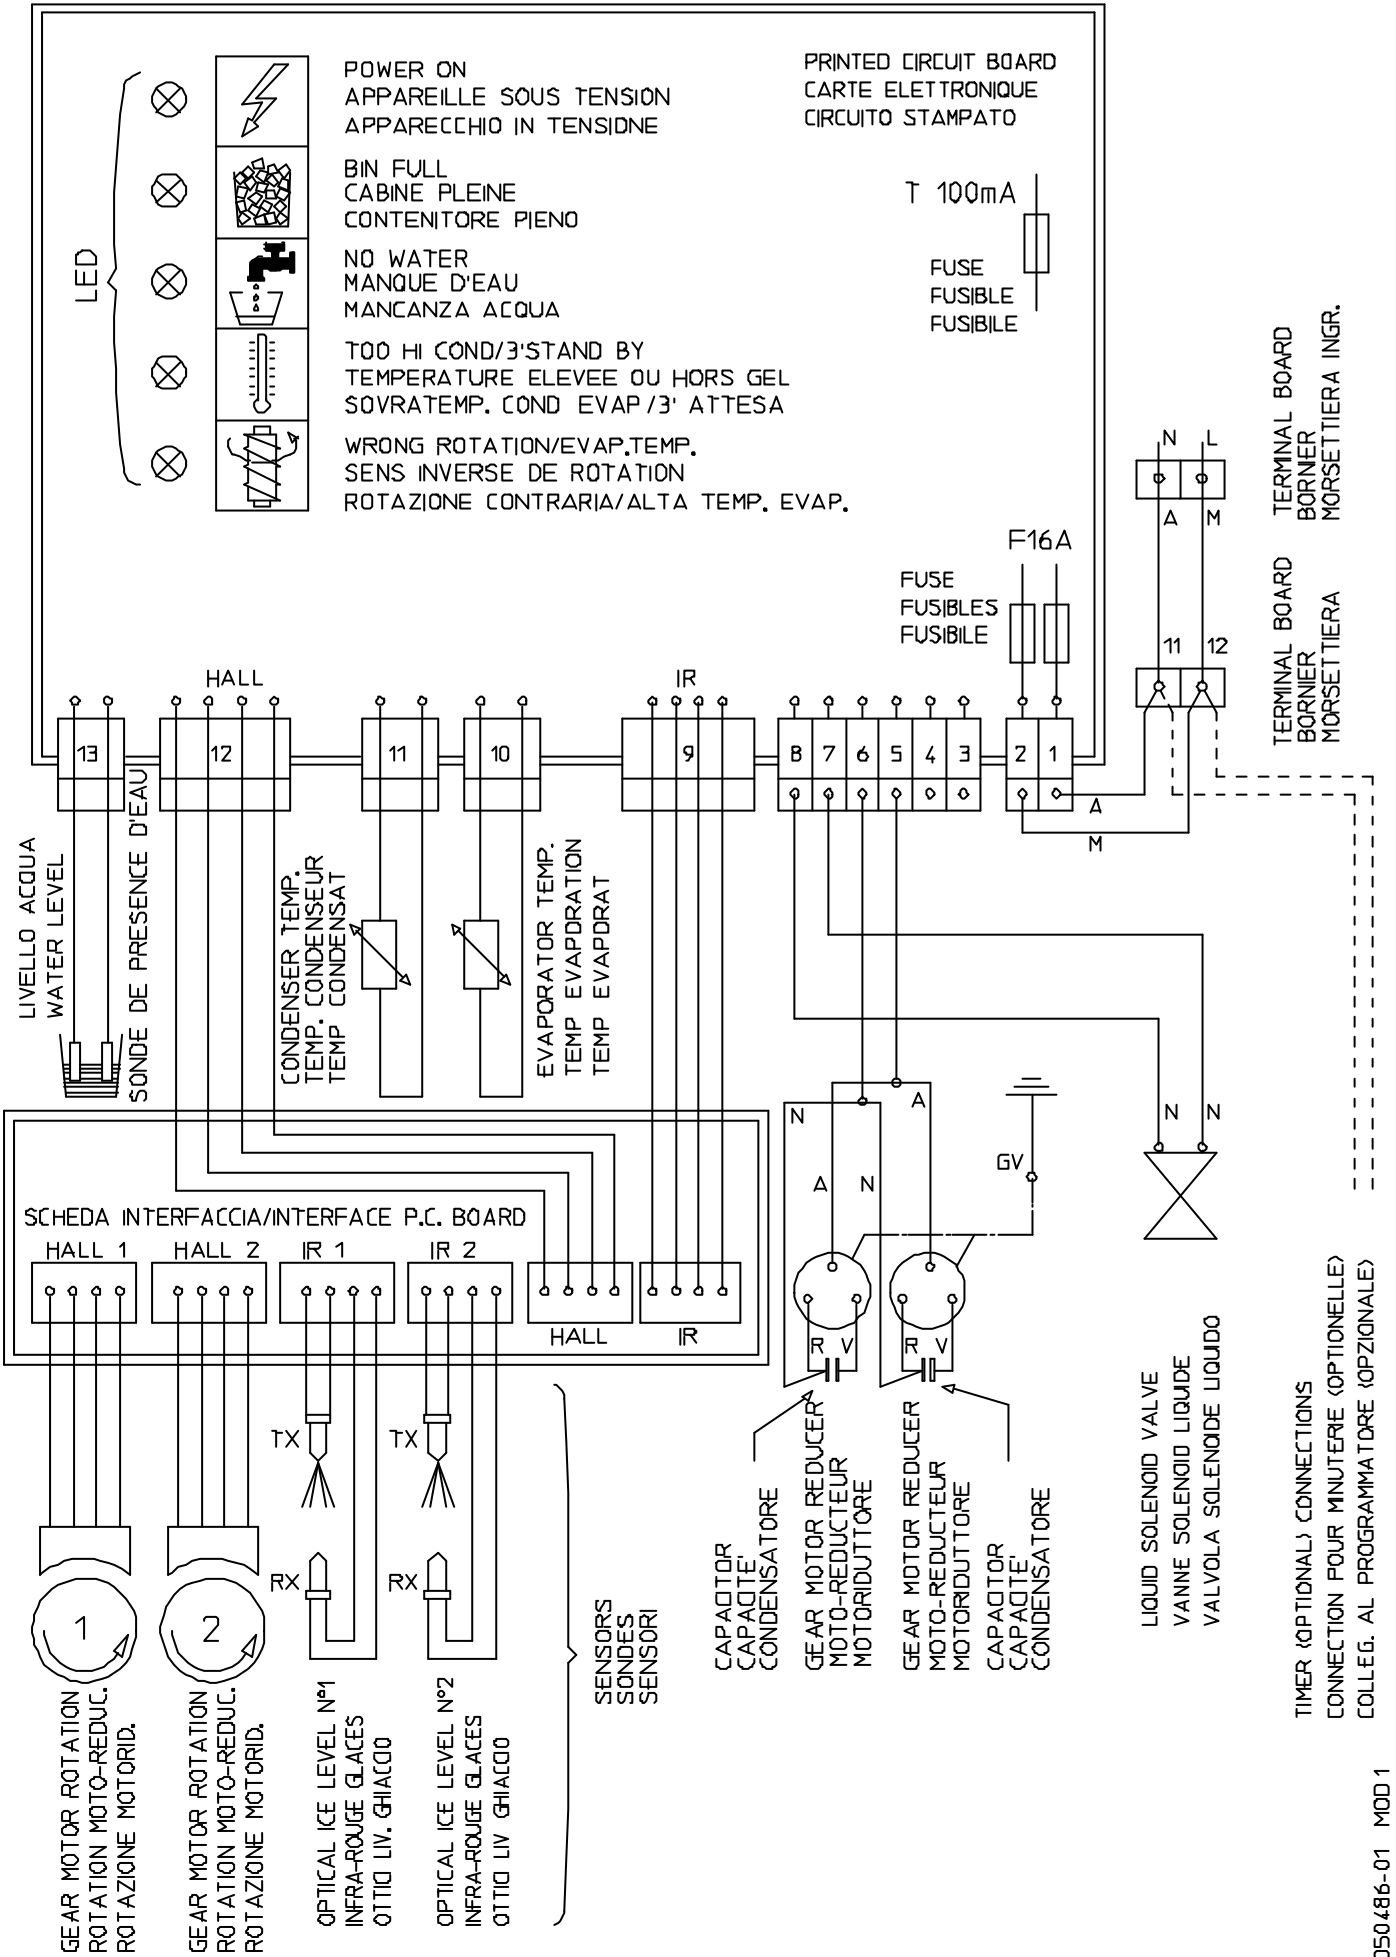 POWER ON
APPAREILLE SOUS TENSION
APPARECCHIO IN TENSIDNE
BIN FULL
CABINE PLEINE
CONTENITORE PIENO
NO WATER
MANQUE D'EAU
MANCANZA ACQUA
TOO HI COND/3'STAND BY
TEMPERATURE ELEVEE OU HORS GEL
SOVRATEMP. COND EVAP/3' ATTESA
WRONG ROTATION/EVAP.TEMP.
SENS INVERSE DE ROTATION
ROTAZIONE CONTRARIA/ALTA TEMP. EVAP.
LED
PRINTED CIRCUIT BOARD
CARTE ELETTRONIQUE
CIRCUITO STAMPATO
T 100mA
FUSE
FUSIBLE
FUSIBILE
F16A
FUSE
FUSIBLES
FUSIBILE
N L
A M
11 12
TERMINAL BOARD
BORNIER
MORSETTIERA INGR.
TERMINAL BOARD
BORNIER
MORSETTIERA
HALL
IR
13 12 11 10 9 8 7 6 5 4 3 2 1
A
M
LIVELLO ACQUA
WATER LEVEL
SONDE DE PRESENCE D'EAU
CONDENSER TEMP.
TEMP. CONDENSEUR
TEMP CONDENSAT
EVAPORATOR TEMP.
TEMP EVAPDRATION
TEMP EVAPDRAT
N A
A N
GV
N N
SCHEDA INTERFACCIA/INTERFACE P.C. BOARD
HALL 1 HALL 2 IR 1 IR 2
HALL IR
R V R V
TX TX
RX RX
1 2
SENSORS
SONDES
SENSORI
GEAR MOTOR ROTATION
ROTATION MOTO-REDUC.
ROTAZIONE MOTORID.
GEAR MOTOR ROTATION
ROTATION MOTO-REDUC.
ROTAZIONE MOTORID.
OPTICAL ICE LEVEL N°1
INFRA-ROUGE GLACES
OTTICI LIV. GHIACCIO
OPTICAL ICE LEVEL N°2
INFRA-ROUGE GLACES
OTTICI LIV GHIACCIO
CAPACITOR
CAPACITE'
CONDENSATORE
GEAR MOTOR REDUCER
MOTO-REDUCTEUR
MOTORIDUTTORE
GEAR MOTOR REDUCER
MOTO-REDUCTEUR
MOTORIDUTTORE
CAPACITOR
CAPACITE'
CONDENSATORE
LIQUID SOLENOID VALVE
VANNE SOLENOID LIQUIDE
VALVOLA SOLENOIDE LIQUIDO
TIMER (OPTIONAL) CONNECTIONS
CONNECTION POUR MINUTERIE (OPTIONELLE)
COLLEG. AL PROGRAMMATORE (OPZIONALE)
050486-01 MOD1